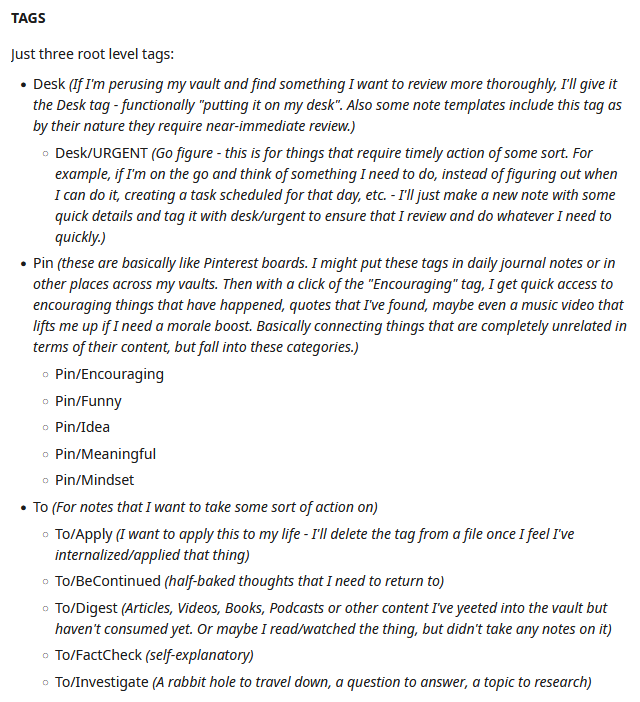 TAGS
Just three root level tags:
• Desk (If I'm perusing my vault and find something I want to review more thoroughly, I'll give it
the Desk tag - functionally "putting it on my desk". Also some note templates include this tag as
by their nature they require near-immediate review.)
◦ Desk/URGENT (Go figure - this is for things that require timely action of some sort. For
example, if I'm on the go and think of something I need to do, instead of figuring out when
I can do it, creating a task scheduled for that day, etc. - I'll just make a new note with some
quick details and tag it with desk/urgent to ensure that I review and do whatever I need to
quickly.)
• Pin (these are basically like Pinterest boards. I might put these tags in daily journal notes or in
other places across my vaults. Then with a click of the "Encouraging" tag, I get quick access to
encouraging things that have happened, quotes that I've found, maybe even a music video that
lifts me up if I need a morale boost. Basically connecting things that are completely unrelated in
terms of their content, but fall into these categories.)
◦ Pin/Encouraging
◦ Pin/Funny
◦ Pin/Idea
◦ Pin/Meaningful
◦ Pin/Mindset
• To (For notes that I want to take some sort of action on)
◦ To/Apply (I want to apply this to my life - I'll delete the tag from a file once I feel I've
internalized/applied that thing)
◦ To/BeContinued (half-baked thoughts that I need to return to)
◦ To/Digest (Articles, Videos, Books, Podcasts or other content I've yeeted into the vault but
haven't consumed yet. Or maybe I read/watched the thing, but didn't take any notes on it)
◦ To/FactCheck (self-explanatory)
◦ To/Investigate (A rabbit hole to travel down, a question to answer, a topic to research)